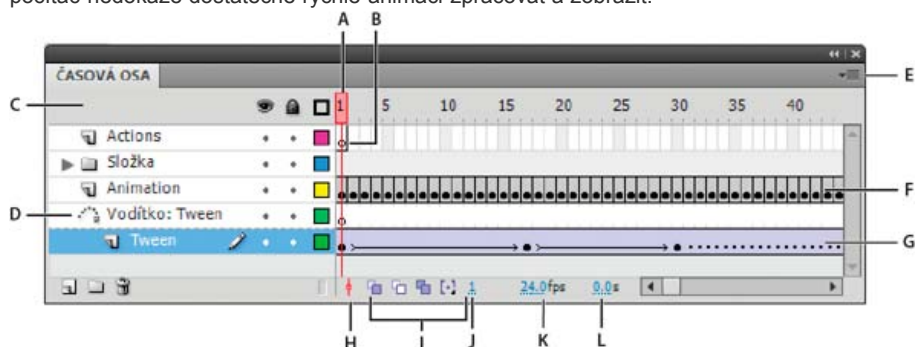 počítač nedokáže dostatečně rychle animaci zpracovat a zobrazit.
A B
ČASOVÁ OSA
E
C
1 5 10 15 20 25 30 35 40
Actions
Složka
Animation
F
D
Vodítko: Tween
Tween
G
1 24.0fps 0.0s
H I J K L